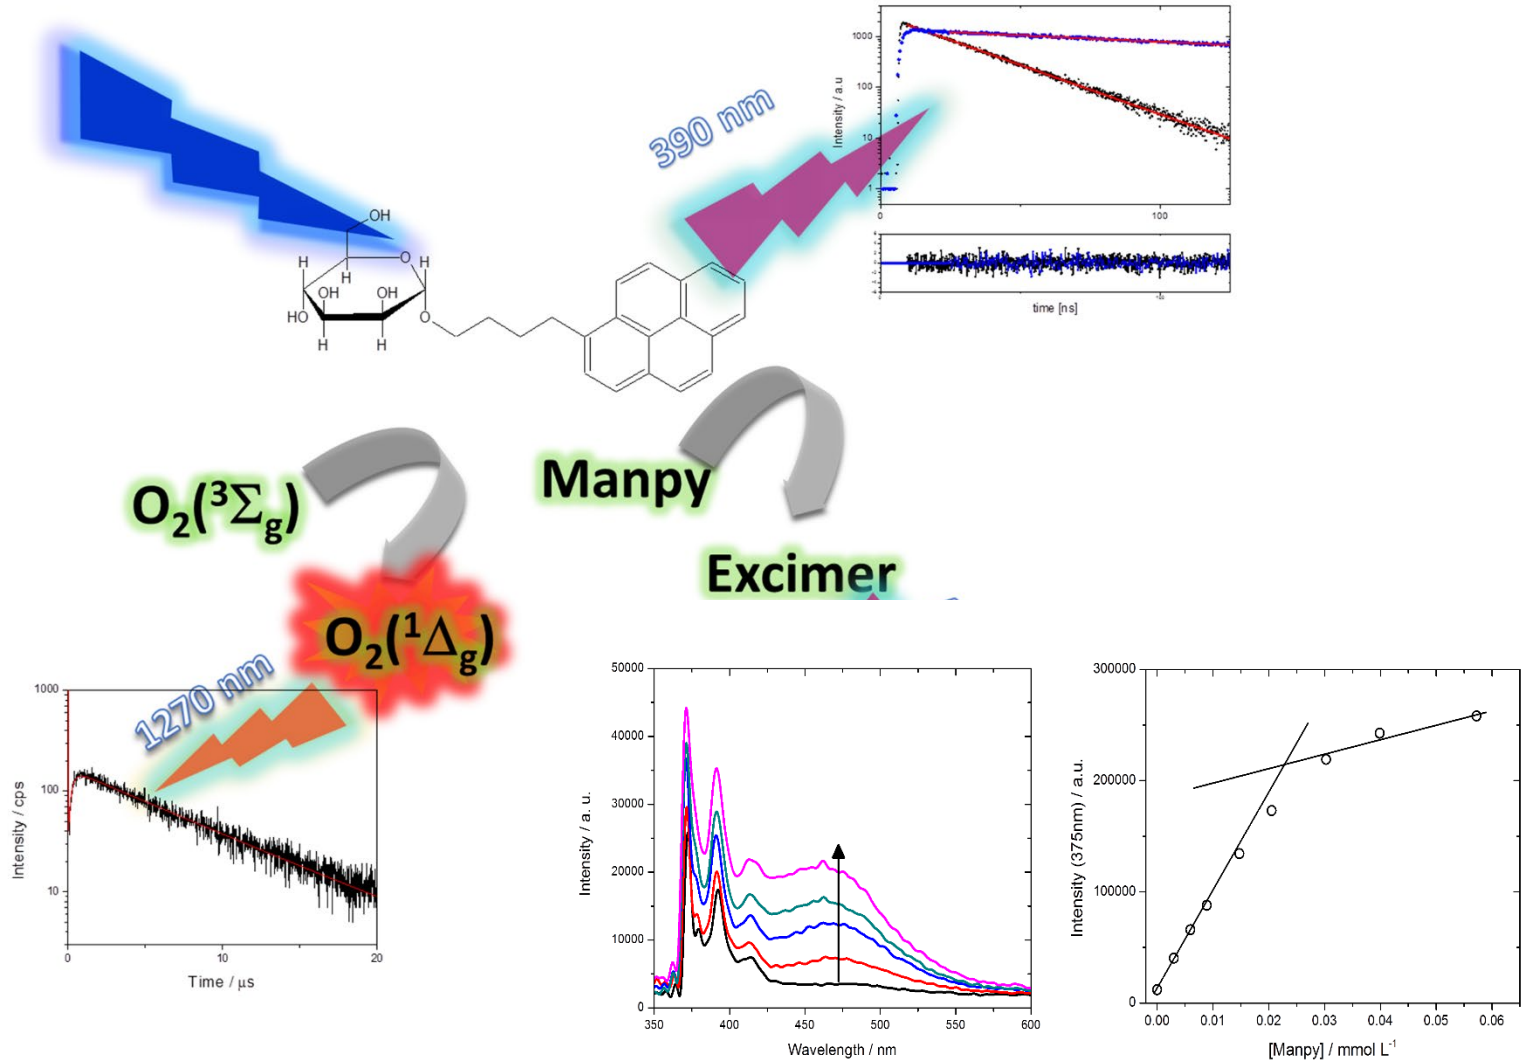 1000
100
10
1
Intensity / a.u
0
100
time [ns]
390 nm
OH
O
H
H
H
OH
OH
HO
O
H
H
O₂(³Σg)
Manpy
Excimer
O₂(¹Δg)
1270 nm
1000
100
10
Intensity / cps
0
10
20
Time / μs
50000
40000
30000
20000
10000
0
Intensity / a. u.
350
400
450
500
550
600
Wavelength / nm
300000
200000
100000
0
Intensity (375nm) / a.u.
0.00
0.01
0.02
0.03
0.04
0.05
0.06
[Manpy] / mmol L⁻¹